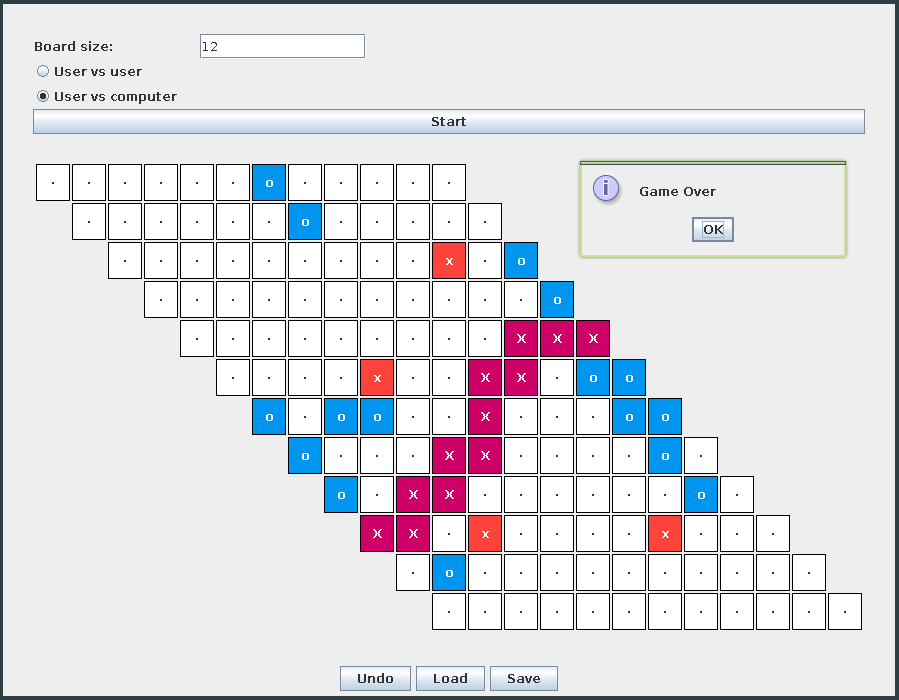 Board size: 12
User vs user
User vs computer
Start
. . . . . . o . . . . .
Game Over
. . . . . . o . . . . .
OK
. . . . . . . . . x . o
. . . . . . . . . . . o
. . . . . . . . . X X X
. . . . x . . X X . o o
o . o o . . X . . . o o
o . . . X X . . . . o .
o . X X . . . . . . o .
X X . x . . . . x . . .
. o . . . . . . . . . .
. . . . . . . . . . . .
Undo Load Save